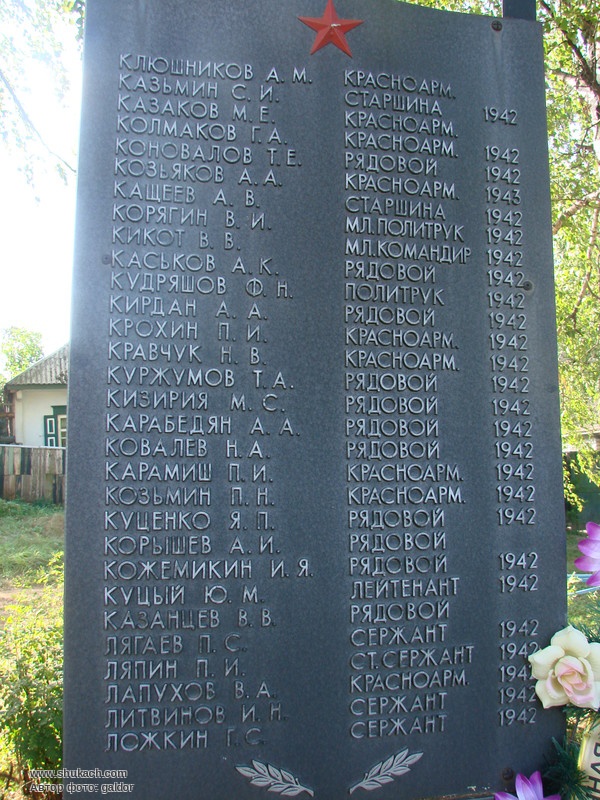 КЛЮШНИКОВ А. М. КРАСНОАРМ.
КАЗЬМИН С. И. СТАРШИНА 1942
КАЗАКОВ М. Е. КРАСНОАРМ.
КОЛМАКОВ Г.А. КРАСНОАРМ. 1942
КОНОВАЛОВ Т.Е. РЯДОВОЙ 1942
КОЗЬЯКОВ А.А. КРАСНОАРМ. 1943
КАЩЕЕВ А. В. СТАРШИНА 1942
КОРЯГИН В. И. МЛ.ПОЛИТРУК 1942
КИКОТ В. В. МЛ.КОМАНДИР 1942
КАСЬКОВ А. К. РЯДОВОЙ 1942
КУДРЯШОВ Ф. Н. ПОЛИТРУК 1942
КИРДАН А. А. РЯДОВОЙ 1942
КРОХИН П. И. КРАСНОАРМ. 1942
КРАВЧУК Н. В. КРАСНОАРМ. 1942
КУРЖУМОВ Т.А. РЯДОВОЙ 1942
КИЗИРИЯ М. С. РЯДОВОЙ 1942
КАРАБЕДЯН А. А. РЯДОВОЙ 1942
КОВАЛЕВ Н.А. РЯДОВОЙ 1942
КАРАМИШ П.И. КРАСНОАРМ. 1942
КОЗЬМИН П. Н. КРАСНОАРМ. 1942
КУЦЕНКО Я. П. РЯДОВОЙ 1942
КОРЫШЕВ А. И. РЯДОВОЙ
КОЖЕМИКИН И. Я. РЯДОВОЙ 1942
КУЦЫЙ Ю. М. ЛЕЙТЕНАНТ 1942
КАЗАНЦЕВ В. В. РЯДОВОЙ
ЛЯГАЕВ П. С. СЕРЖАНТ 1942
ЛЯПИН П. И. СТ.СЕРЖАНТ 1942
ЛАПУХОВ В. А. КРАСНОАРМ. 1942
ЛИТВИНОВ И. Н. СЕРЖАНТ 1942
ЛОЖКИН Г. С. СЕРЖАНТ 1942
www.shukach.com
Автор фото: galdor